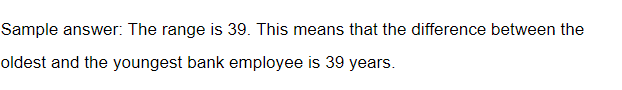 Sample answer: The range is 39. This means that the difference between the
oldest and the youngest bank employee is 39 years.